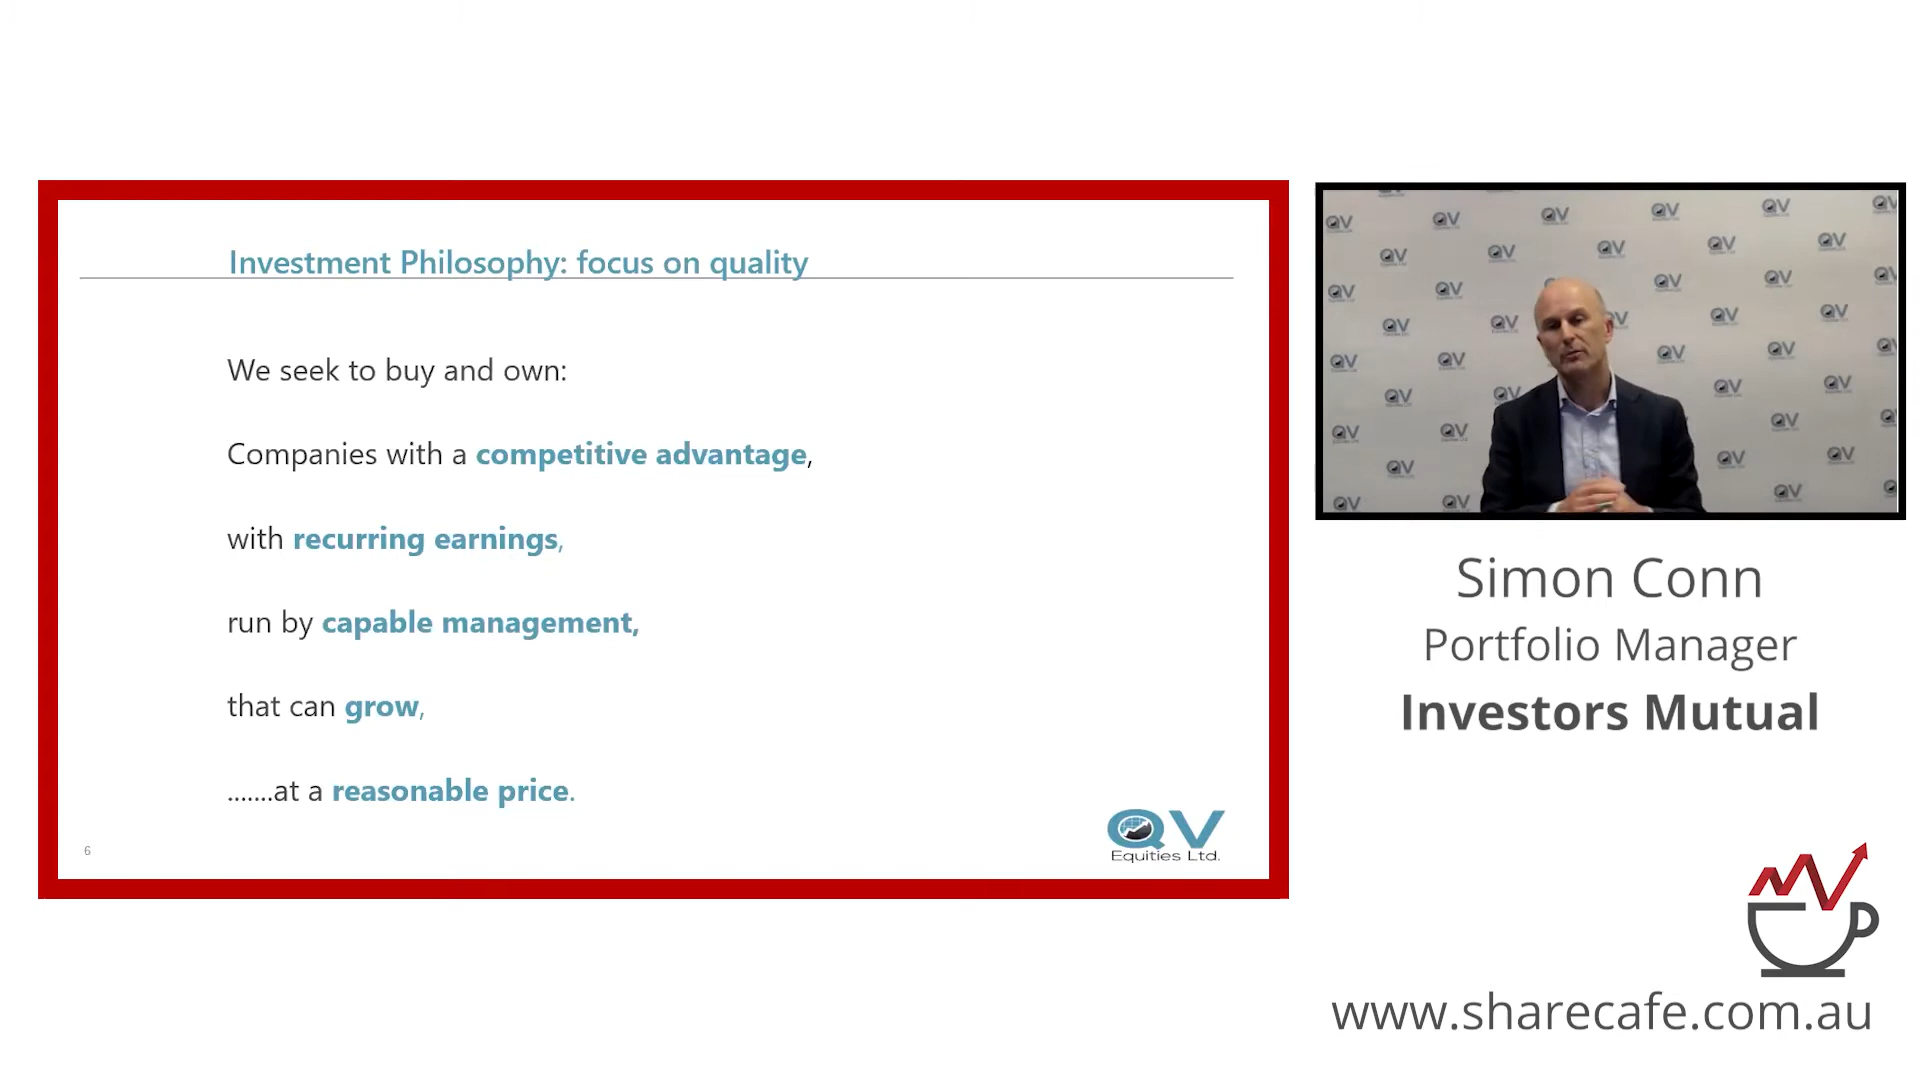 Investment Philosophy: focus on quality
We seek to buy and own:
Companies with a competitive advantage,
with recurring earnings,
run by capable management,
that can grow,
.......at a reasonable price.
6
QV
Equities Ltd.
QV
Simon Conn
Portfolio Manager
Investors Mutual
www.sharecafe.com.au